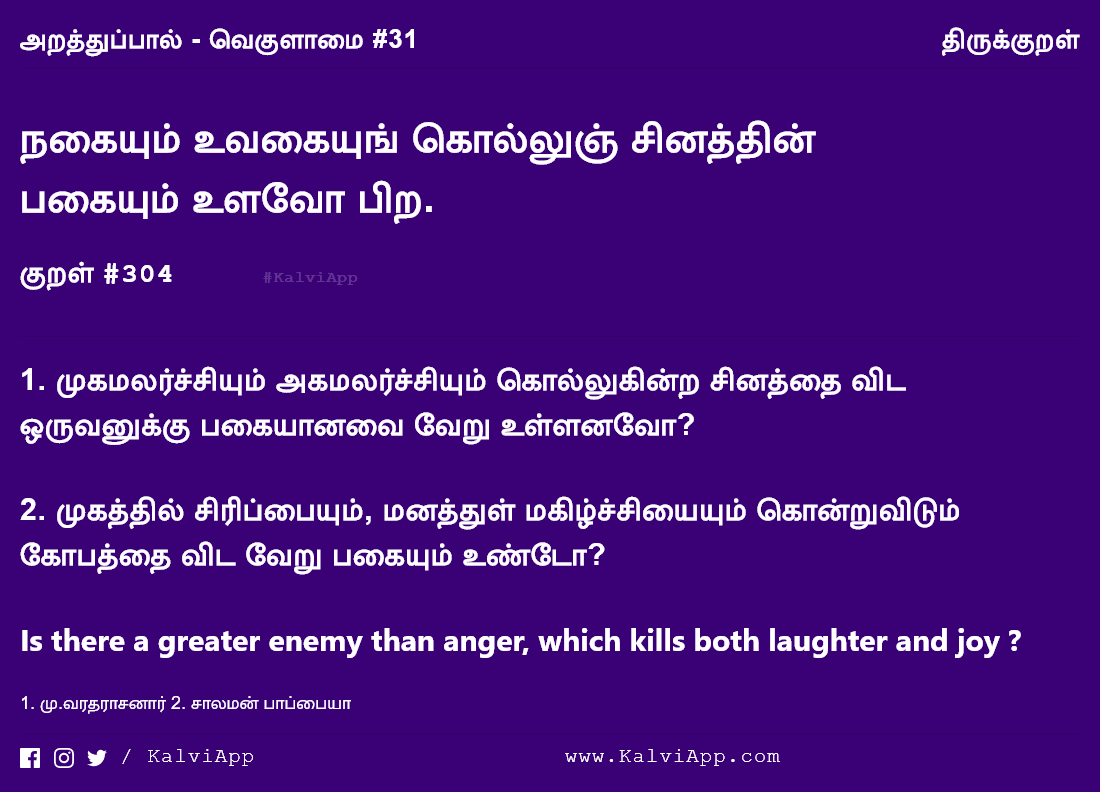 அறத்துப்பால் - வெகுளாமை #31
திருக்குறள்
நகையும் உவகையுங் கொல்லுஞ் சினத்தின்
பகையும் உளவோ பிற.
குறள் #304
#KalviApp
1. முகமலர்ச்சியும் அகமலர்ச்சியும் கொல்லுகின்ற சினத்தை விட
ஒருவனுக்கு பகையானவை வேறு உள்ளனவோ?
2. முகத்தில் சிரிப்பையும், மனத்துள் மகிழ்ச்சியையும் கொன்றுவிடும்
கோபத்தை விட வேறு பகையும் உண்டோ?
Is there a greater enemy than anger, which kills both laughter and joy ?
1. மு.வரதராசனார் 2. சாலமன் பாப்பையா
/ KalviApp
www.KalviApp.com